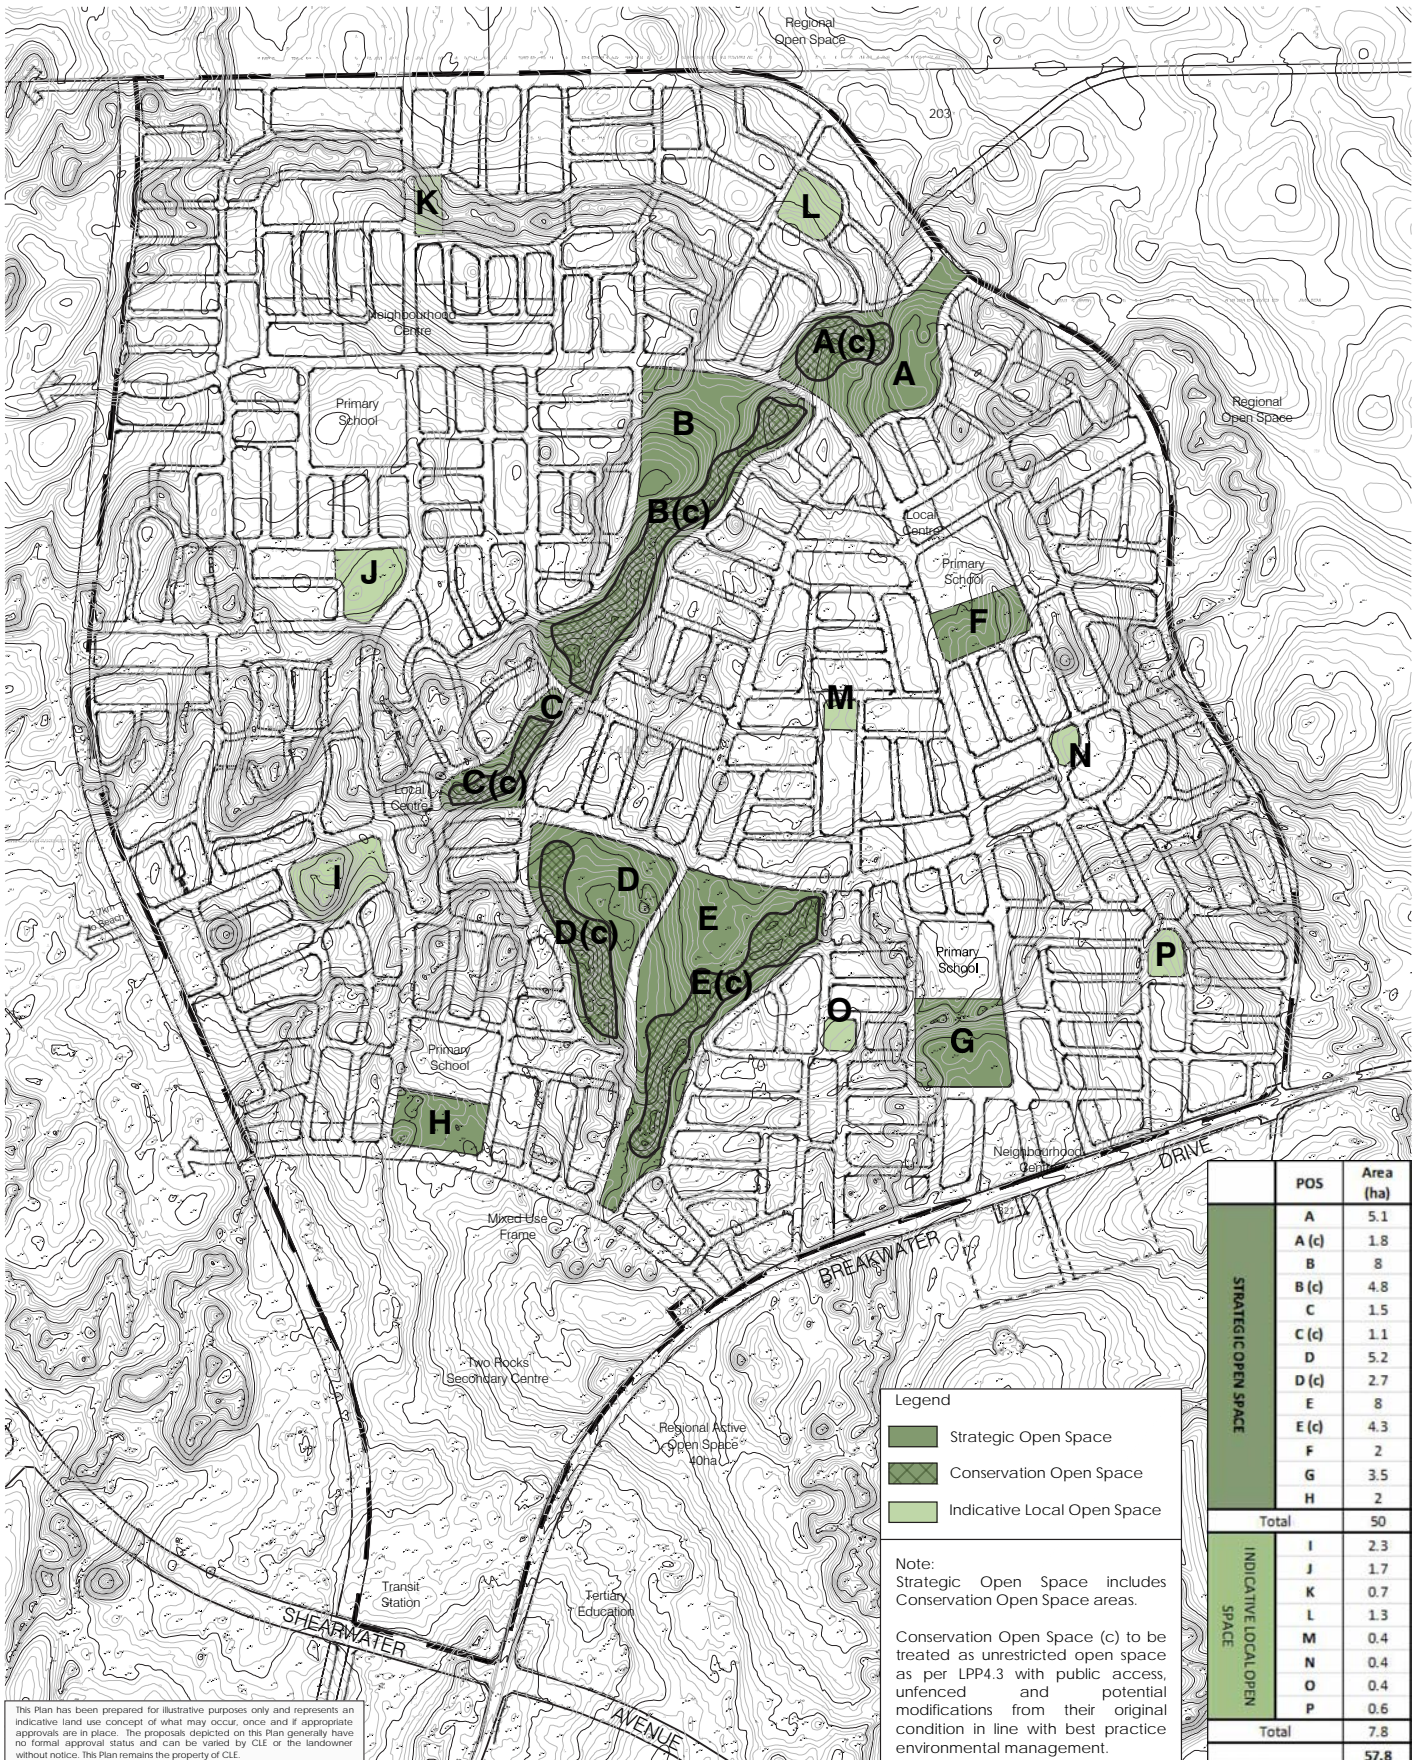 Regional
Open Space
203
K
L
Neighbourhood
Centre
A(c)
A
Primary
School
Regional
Open Space
B
B(c)
Local
Centre
Primary
School
J
F
M
C
N
C(c)
Local
Centre
I
D
E
D(c)
2.7km
to Beach
Primary
School
P
E(c)
O
G
Primary
School
H
Neighbourhood
Centre
DRIVE
321
Mixed Use
Frame
BREAKWATER
326
Two Rocks
Secondary Centre
Regional Active
Open Space
40ha
Transit
Station
Tertiary
Education
SHEARWATER
AVENUE
Legend
Strategic Open Space
Conservation Open Space
Indicative Local Open Space
Note:
Strategic Open Space includes
Conservation Open Space areas.
Conservation Open Space (c) to be
treated as unrestricted open space
as per LPP4.3 with public access,
unfenced and potential
modifications from their original
condition in line with best practice
environmental management.
POS Area
(ha)
STRATEGIC OPEN SPACE
A 5.1
A (c) 1.8
B 8
B (c) 4.8
C 1.5
C (c) 1.1
D 5.2
D (c) 2.7
E 8
E (c) 4.3
F 2
G 3.5
H 2
Total 50
INDICATIVE LOCAL OPEN
SPACE
I 2.3
J 1.7
K 0.7
L 1.3
M 0.4
N 0.4
O 0.4
P 0.6
Total 7.8
57.8
This Plan has been prepared for illustrative purposes only and represents an
indicative land use concept of what may occur, once and if appropriate
approvals are in place. The proposals depicted on this Plan generally have
no formal approval status and can be varied by CLE or the landowner
without notice. This Plan remains the property of CLE.